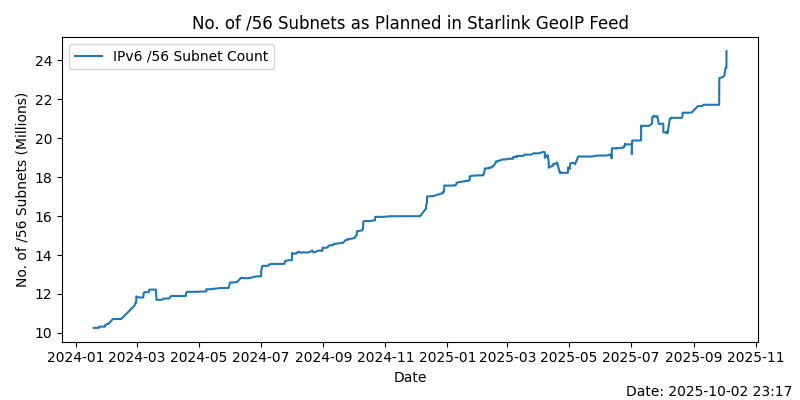 No. of /56 Subnets as Planned in Starlink GeoIP Feed
IPv6 /56 Subnet Count
No. of /56 Subnets (Millions)
24
22
20
18
16
14
12
10
2024-01 2024-03 2024-05 2024-07 2024-09 2024-11 2025-01 2025-03 2025-05 2025-07 2025-09 2025-11
Date
Date: 2025-10-02 23:17